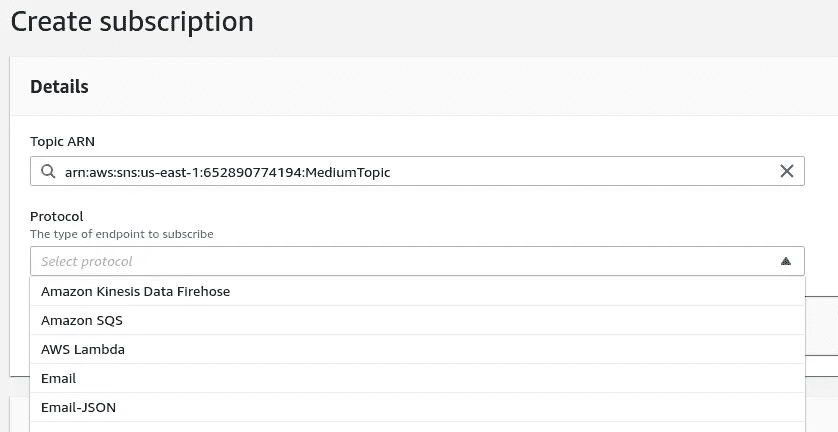 Create subscription
Details
Topic ARN
arn:aws:sns:us-east-1:652890774194:MediumTopic
Protocol
The type of endpoint to subscribe
Select protocol
Amazon Kinesis Data Firehose
Amazon SQS
AWS Lambda
Email
Email-JSON